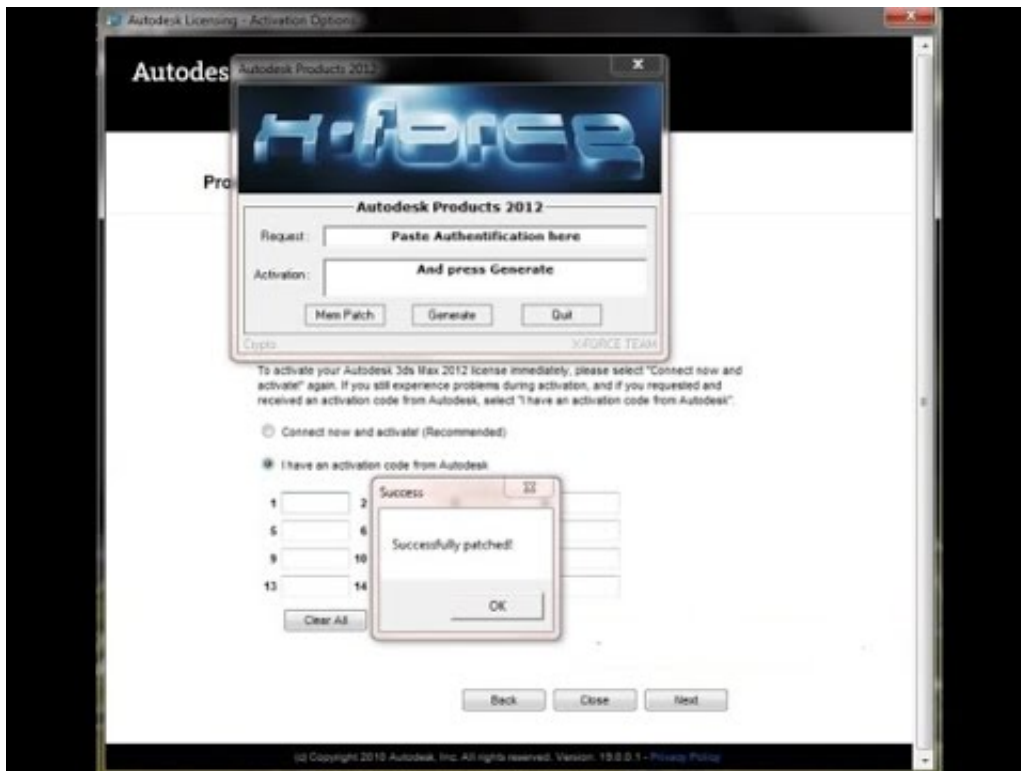 Autodesk Licensing - Activation Options
Autodes
Autodesk Products 2012
X-force
Pro
Autodesk Products 2012
Request : Paste Authentification here
Activation : And press Generate
Mem Patch Generate Quit
Crypto X-FORCE TEAM
To activate your Autodesk 3ds Max 2012 license immediately, please select "Connect now and
activate!" again. If you still experience problems during activation, and if you requested and
received an activation code from Autodesk, select "I have an activation code from Autodesk".
Connect now and activate! (Recommended)
I have an activation code from Autodesk
Success
1 2
5 6
Successfully patched!
9 10
13 14
OK
Clear All
Back Close Next
(c) Copyright 2010 Autodesk, Inc. All rights reserved. Version: 19.0.0.1 - Privacy Policy